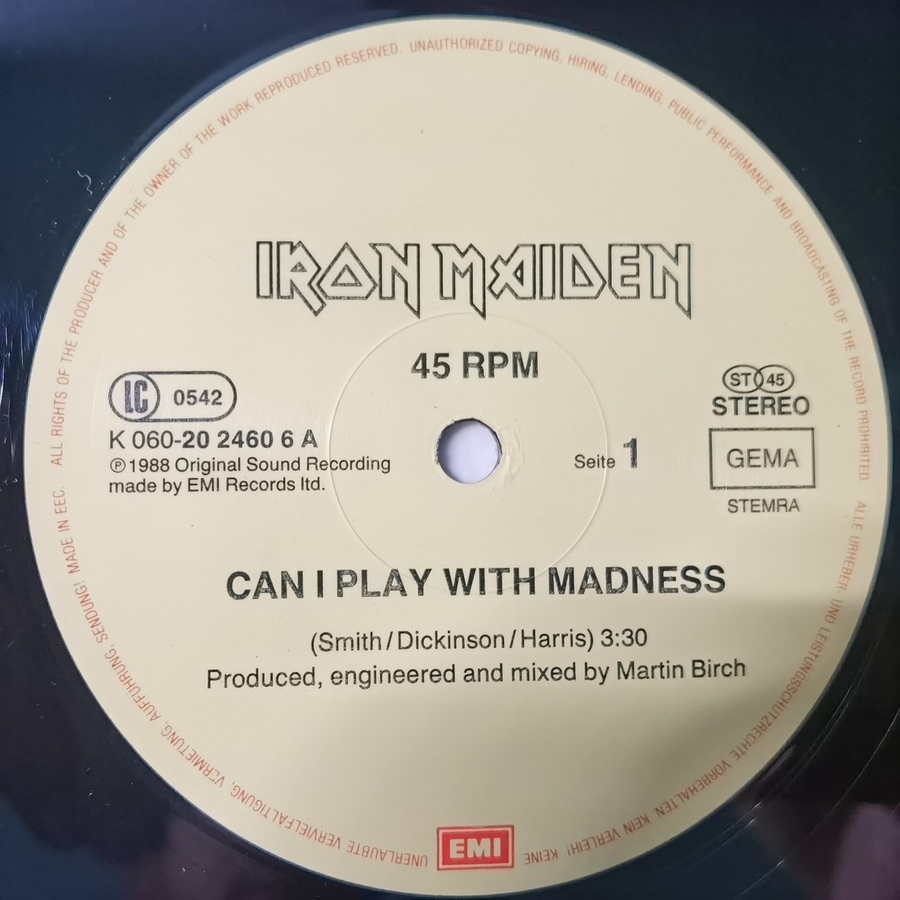 IRON MAIDEN
45 RPM
LC 0542
K 060-20 2460 6 A
℗ 1988 Original Sound Recording
made by EMI Records ltd.
Seite 1
ST 45
STEREO
GEMA
STEMRA
CAN I PLAY WITH MADNESS
(Smith/Dickinson/Harris) 3:30
Produced, engineered and mixed by Martin Birch
EMI
ALL RIGHTS OF THE PRODUCER AND OF THE OWNER OF THE WORK REPRODUCED RESERVED. UNAUTHORIZED COPYING, HIRING, LENDING, PUBLIC PERFORMANCE AND BROADCASTING OF THE RECORD PROHIBITED. ALLE URHEBER- UND LEISTUNGSSCHUTZRECHTE VORBEHALTEN. KEIN VERLEIH! KEINE UNERLAUBTE VERVIELFÄLTIGUNG, VERMIETUNG, AUFFÜHRUNG, SENDUNG! MADE IN EEC.